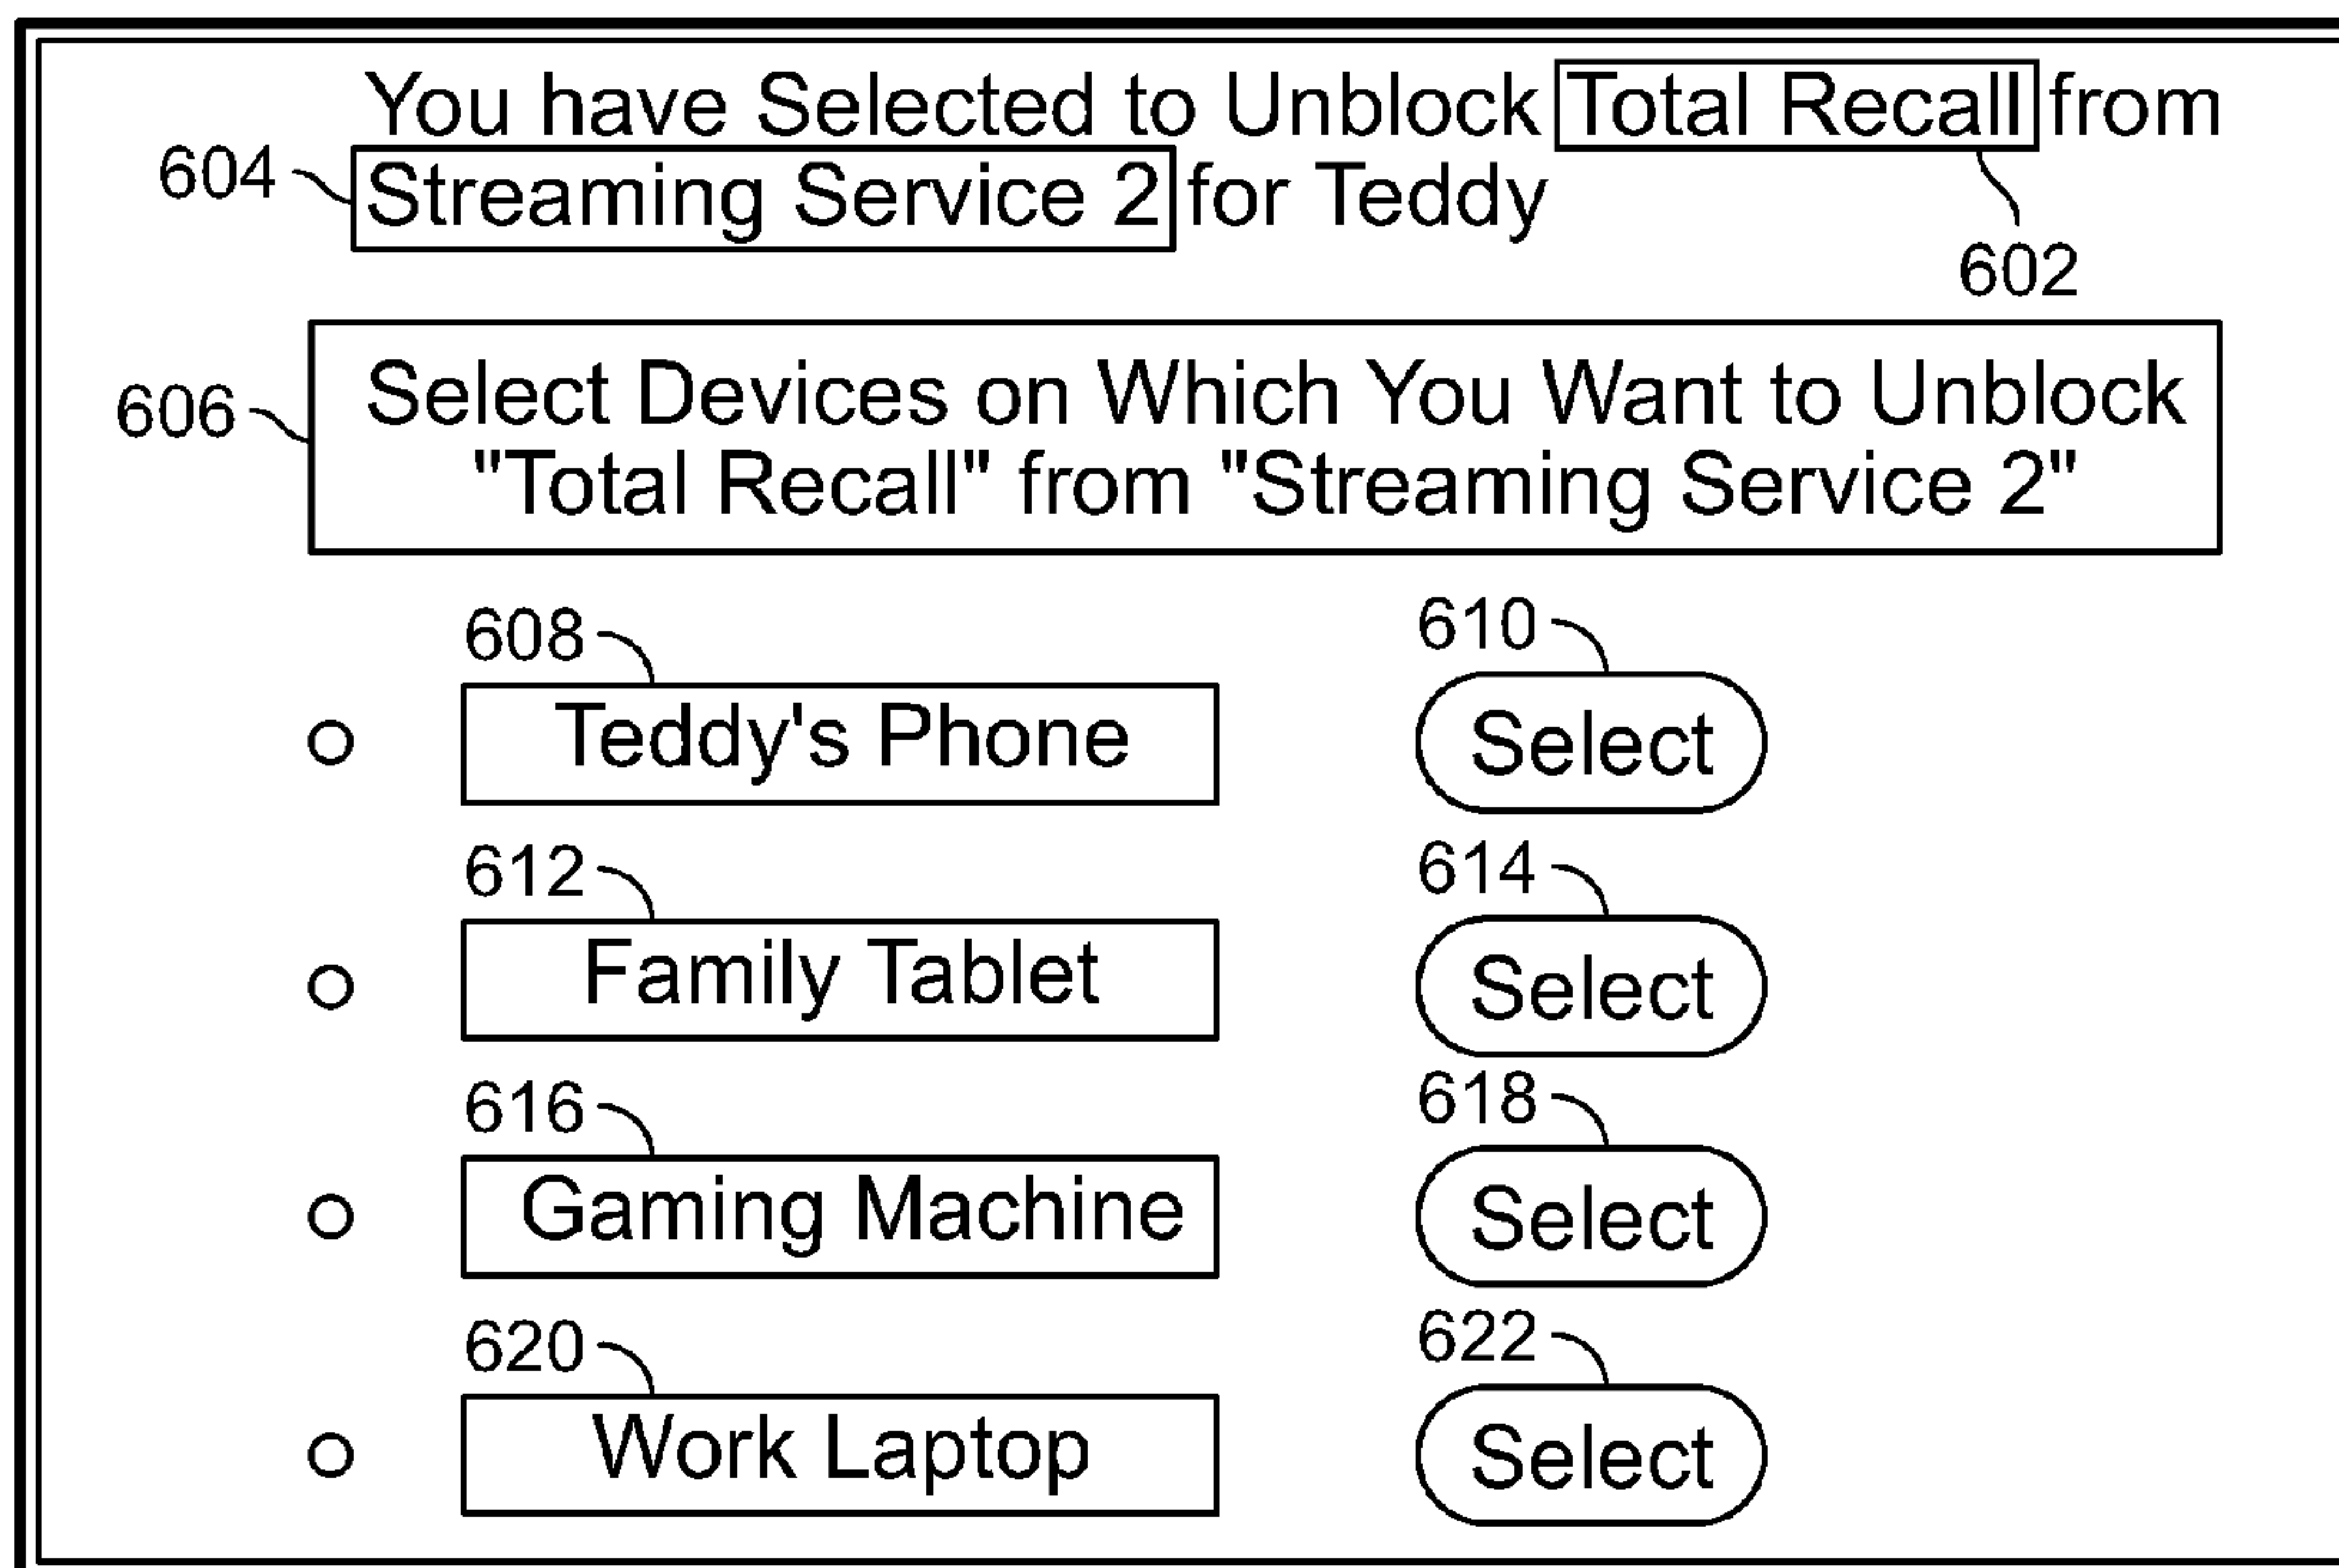 You have Selected to Unblock Total Recall from
604 Streaming Service 2 for Teddy
602
606 Select Devices on Which You Want to Unblock
"Total Recall" from "Streaming Service 2"
608 610
Teddy's Phone Select
612 614
Family Tablet Select
616 618
Gaming Machine Select
620 622
Work Laptop Select